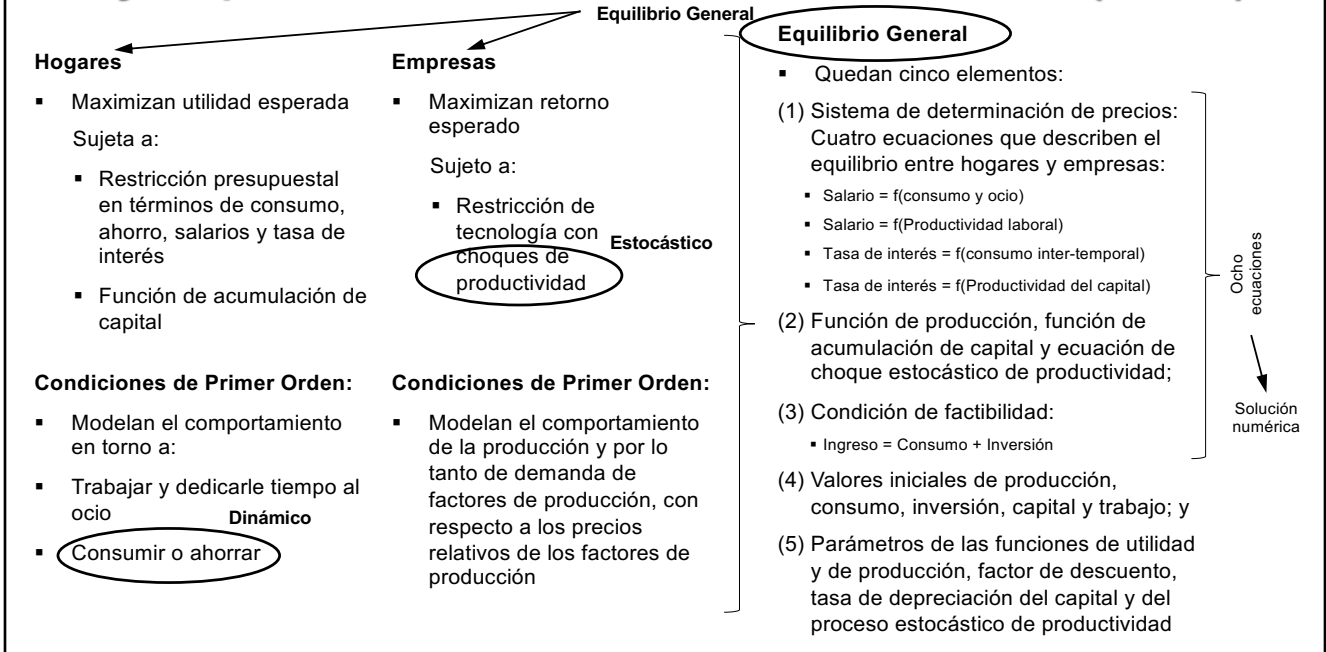 Equilibrio General
Hogares
▪ Maximizan utilidad esperada
Sujeta a:
▪ Restricción presupuestal
en términos de consumo,
ahorro, salarios y tasa de
interés
▪ Función de acumulación de
capital
Condiciones de Primer Orden:
▪ Modelan el comportamiento
en torno a:
▪ Trabajar y dedicarle tiempo al
ocio
Dinámico
▪ Consumir o ahorrar
Empresas
▪ Maximizan retorno
esperado
Sujeto a:
▪ Restricción de
tecnología con
choques de
productividad
Estocástico
Condiciones de Primer Orden:
▪ Modelan el comportamiento
de la producción y por lo
tanto de demanda de
factores de producción, con
respecto a los precios
relativos de los factores de
producción
Equilibrio General
▪ Quedan cinco elementos:
(1) Sistema de determinación de precios:
Cuatro ecuaciones que describen el
equilibrio entre hogares y empresas:
▪ Salario = f(consumo y ocio)
▪ Salario = f(Productividad laboral)
▪ Tasa de interés = f(consumo inter-temporal)
▪ Tasa de interés = f(Productividad del capital)
(2) Función de producción, función de
acumulación de capital y ecuación de
choque estocástico de productividad;
(3) Condición de factibilidad:
▪ Ingreso = Consumo + Inversión
(4) Valores iniciales de producción,
consumo, inversión, capital y trabajo; y
(5) Parámetros de las funciones de utilidad
y de producción, factor de descuento,
tasa de depreciación del capital y del
proceso estocástico de productividad
Ocho
ecuaciones
Solución
numérica